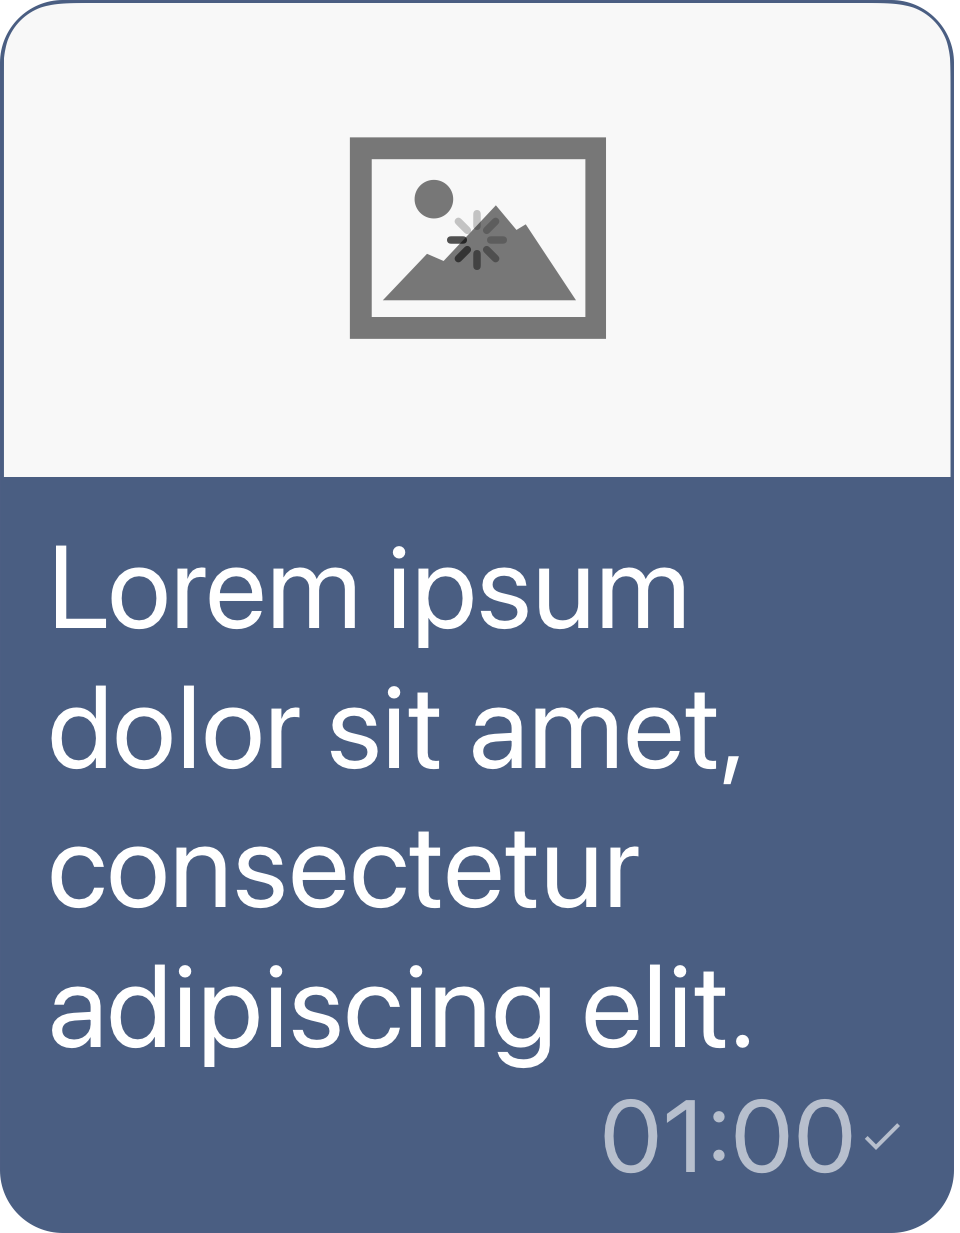 Lorem ipsum
dolor sit amet,
consectetur
adipiscing elit.
01:00